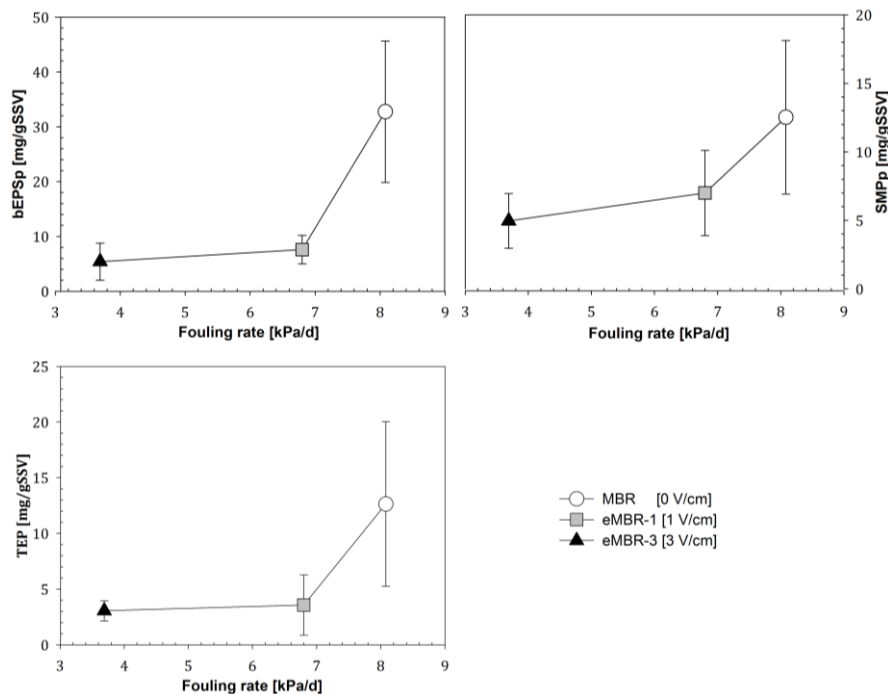 50
40
30
20
10
0
bEPSp [mg/gSSV]
3 4 5 6 7 8 9
Fouling rate [kPa/d]
20
15
10
5
0
SMPp [mg/gSSV]
3 4 5 6 7 8 9
Fouling rate [kPa/d]
25
20
15
10
5
0
TEP [mg/gSSV]
3 4 5 6 7 8 9
Fouling rate [kPa/d]
MBR [0 V/cm]
eMBR-1 [1 V/cm]
eMBR-3 [3 V/cm]